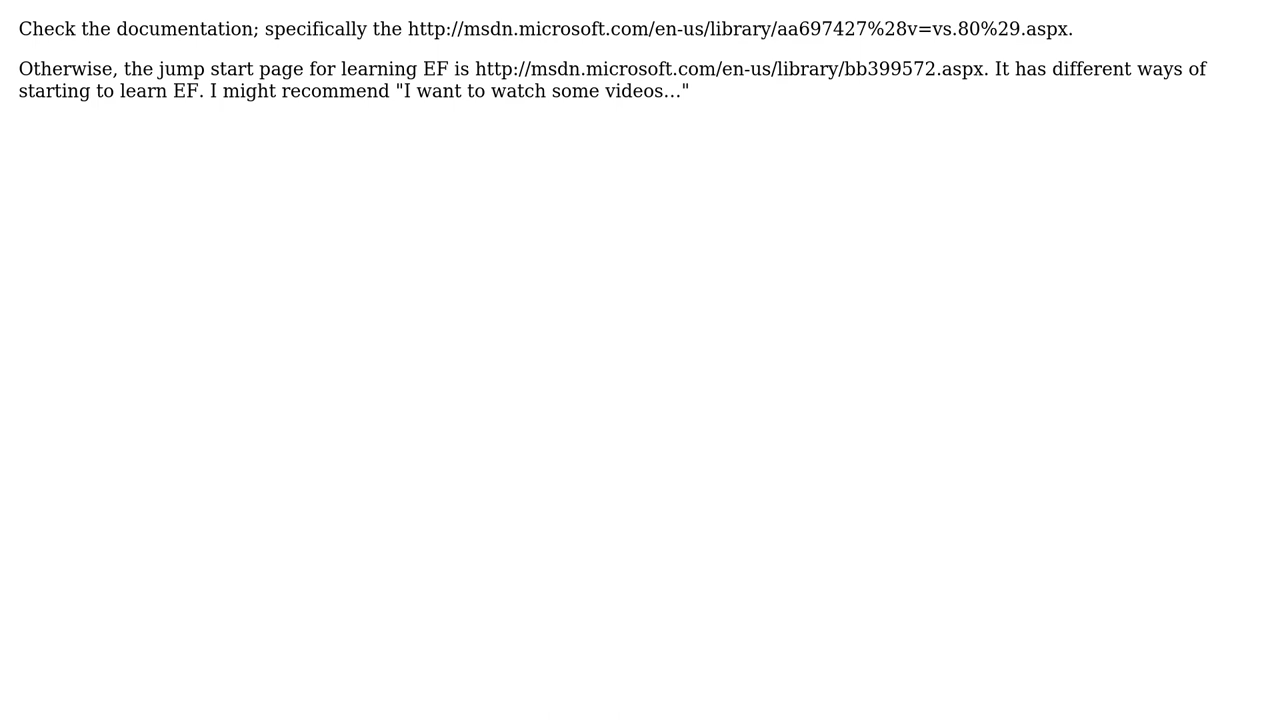 Check the documentation; specifically the http://msdn.microsoft.com/en-us/library/aa697427%28v=vs.80%29.aspx.
Otherwise, the jump start page for learning EF is http://msdn.microsoft.com/en-us/library/bb399572.aspx. It has different ways of
starting to learn EF. I might recommend "I want to watch some videos..."